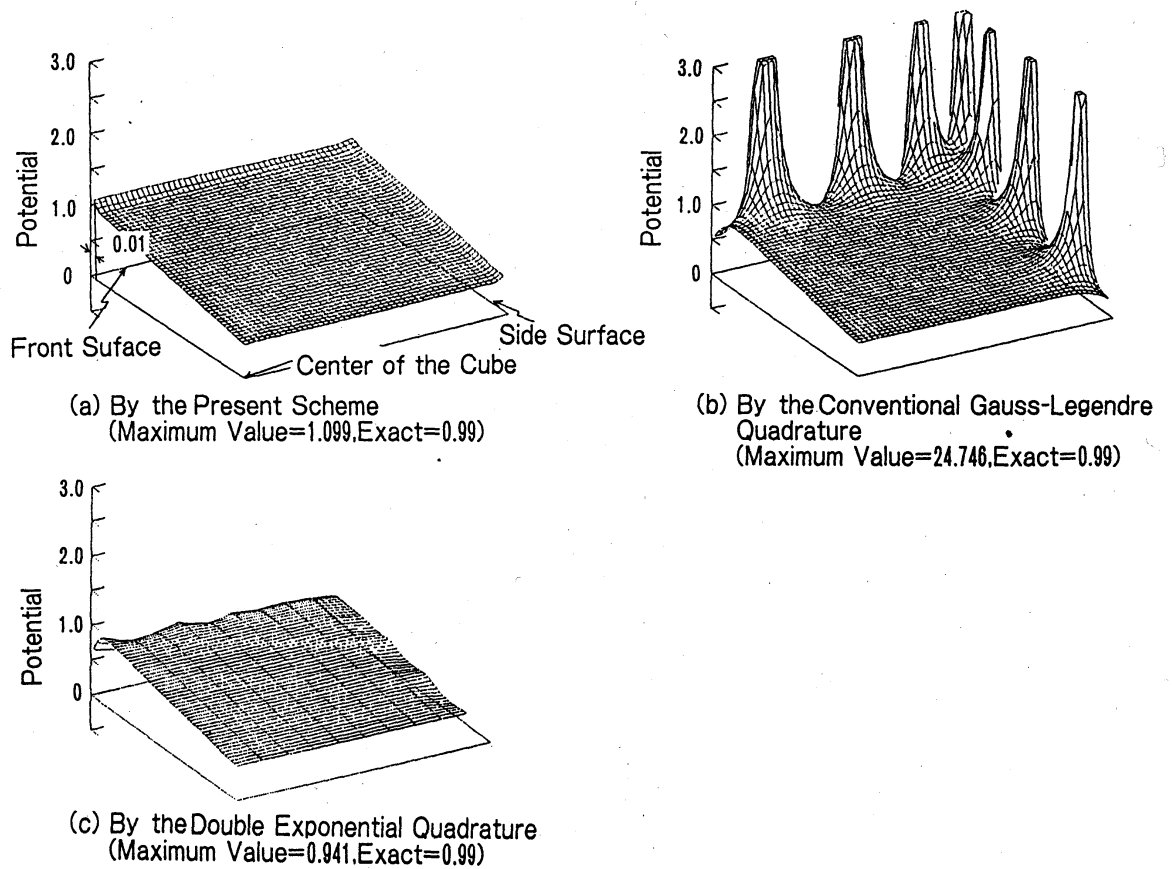 3.0
2.0
1.0
0
Potential
0.01
Front Suface
Side Surface
Center of the Cube
(a) By the Present Scheme
(Maximum Value=1.099,Exact=0.99)
3.0
2.0
1.0
0
Potential
(b) By the Conventional Gauss-Legendre
Quadrature
(Maximum Value=24.746,Exact=0.99)
3.0
2.0
1.0
0
Potential
(c) By the Double Exponential Quadrature
(Maximum Value=0.941,Exact=0.99)